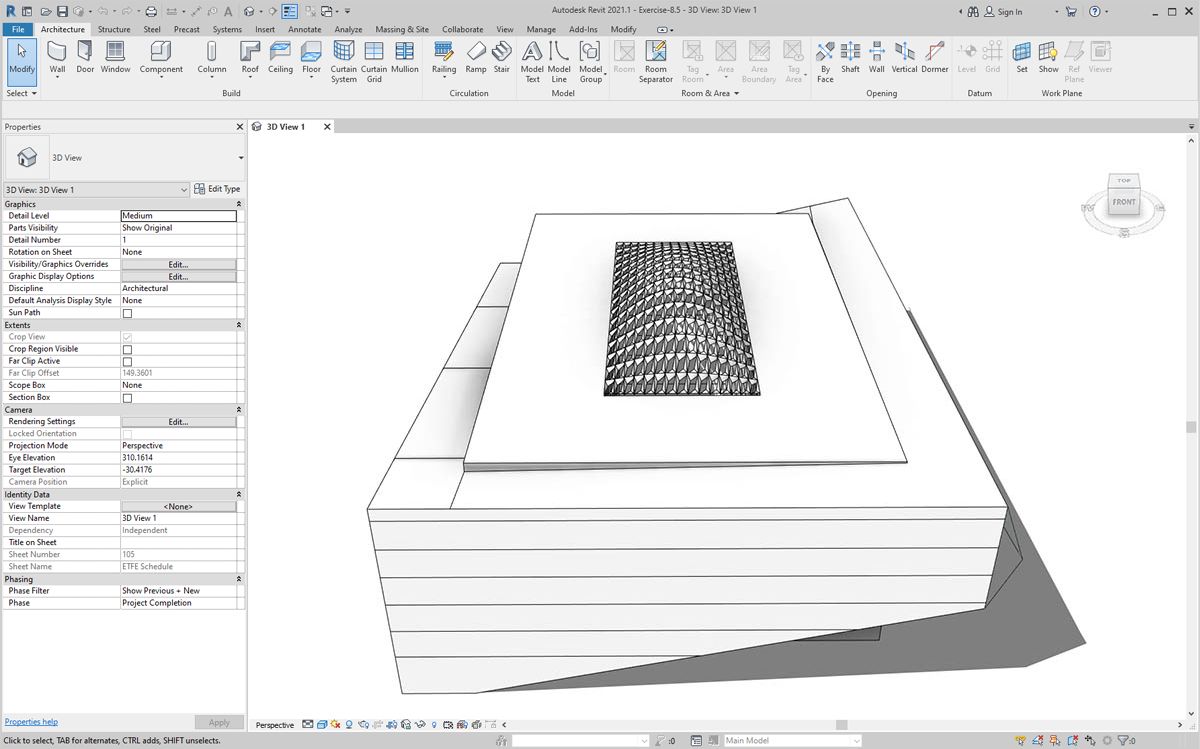 Autodesk Revit 2021.1 - Exercise-8.5 - 3D View: 3D View 1
Sign In
File Architecture Structure Steel Precast Systems Insert Annotate Analyze Massing & Site Collaborate View Manage Add-Ins Modify
Modify
Wall Door Window Component Column Roof Ceiling Floor Curtain System Curtain Grid Mullion
Railing Ramp Stair
Model Text Model Line Model Group
Room Room Separator Tag Room Area Area Boundary Tag Area
By Face Shaft Wall Vertical Dormer
Level Grid
Set Show Ref Plane Viewer
Select Build Circulation Model Room & Area Opening Datum Work Plane
Properties
3D View 1
3D View
3D View: 3D View 1 Edit Type
Graphics
Detail Level Medium
Parts Visibility Show Original
Detail Number 1
Rotation on Sheet None
Visibility/Graphics Overrides Edit...
Graphic Display Options Edit...
Discipline Architectural
Default Analysis Display Style None
Sun Path
Extents
Crop View
Crop Region Visible
Far Clip Active
Far Clip Offset 149.3601
Scope Box None
Section Box
Camera
Rendering Settings Edit...
Locked Orientation
Projection Mode Perspective
Eye Elevation 310.1614
Target Elevation -30.4176
Camera Position Explicit
Identity Data
View Template <None>
View Name 3D View 1
Dependency Independent
Title on Sheet
Sheet Number 105
Sheet Name ETFE Schedule
Phasing
Phase Filter Show Previous + New
Phase Project Completion
TOP
FRONT
Properties help Apply
Perspective
Click to select, TAB for alternates, CTRL adds, SHIFT unselects.
:0
Main Model
:0